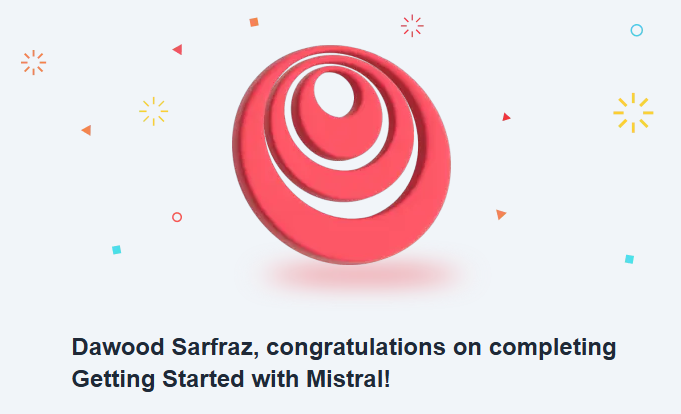 Dawood Sarfraz, congratulations on completing
Getting Started with Mistral!